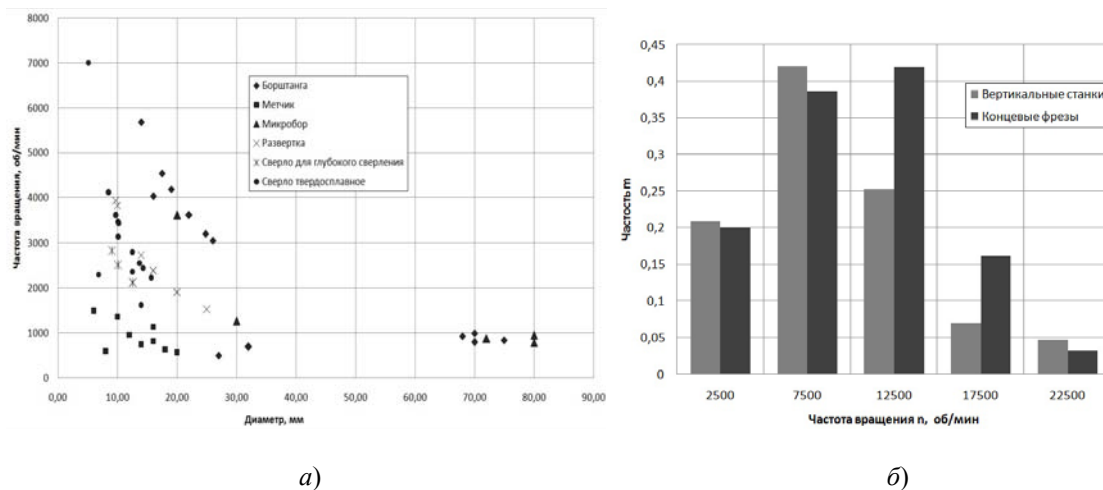 8000
7000
6000
5000
4000
3000
2000
1000
0
Частота вращения, об/мин
Борштанга
Метчик
Микробор
Развертка
Сверло для глубокого сверления
Сверло твердосплавное
0,00 10,00 20,00 30,00 40,00 50,00 60,00 70,00 80,00 90,00
Диаметр, мм
а)
0,45
0,4
0,35
0,3
0,25
0,2
0,15
0,1
0,05
0
Частость m
Вертикальные станки
Концевые фрезы
2500 7500 12500 17500 22500
Частота вращения n, об/мин
б)